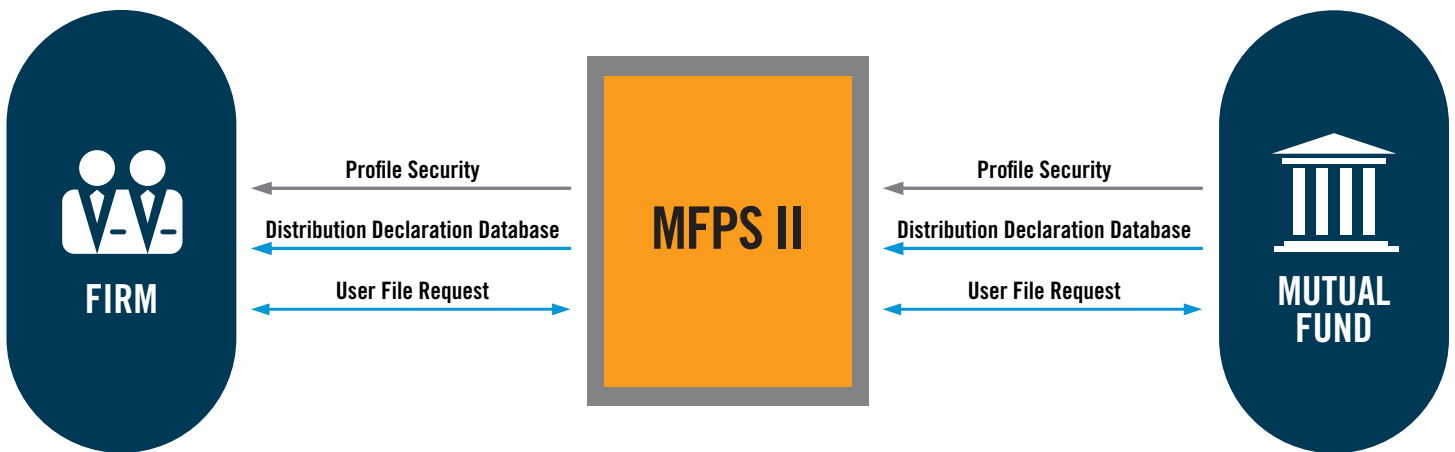 Profile Security
Distribution Declaration Database
User File Request
FIRM
MFPS II
Profile Security
Distribution Declaration Database
User File Request
MUTUAL
FUND